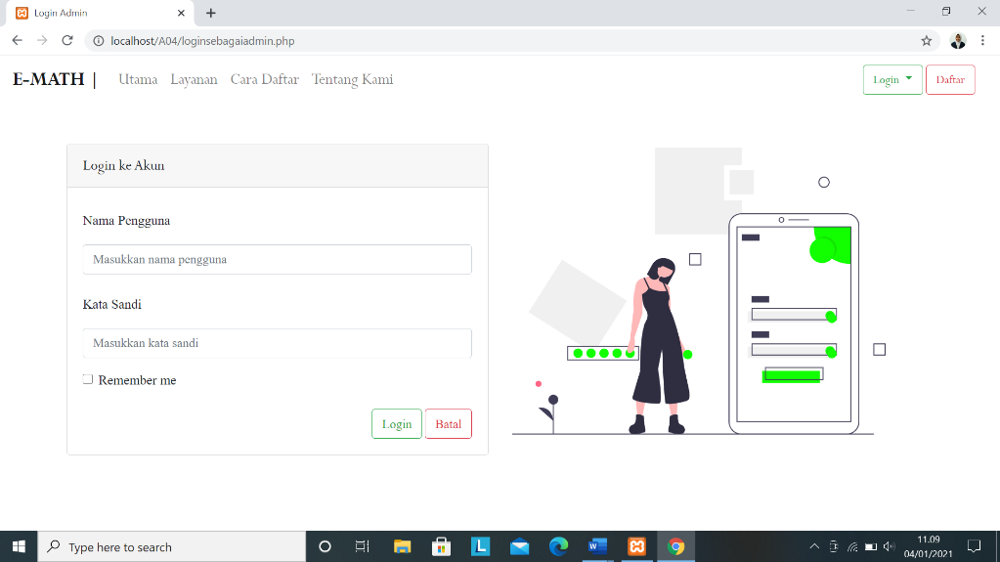 Login Admin
localhost/A04/loginsebagaiadmin.php
E-MATH | Utama Layanan Cara Daftar Tentang Kami Login Daftar
Login ke Akun
Nama Pengguna
Masukkan nama pengguna
Kata Sandi
Masukkan kata sandi
Remember me
Login Batal
Type here to search
11.09
04/01/2021